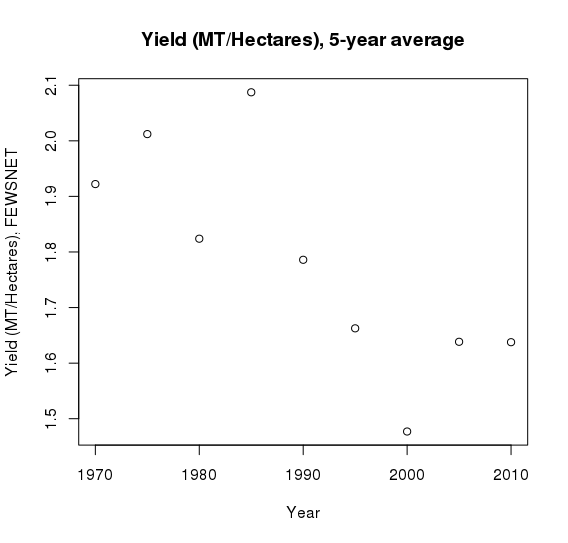 Yield (MT/Hectares), 5-year average
Yield (MT/Hectares), FEWSNET
2.1
2.0
1.9
1.8
1.7
1.6
1.5
1970 1980 1990 2000 2010
Year